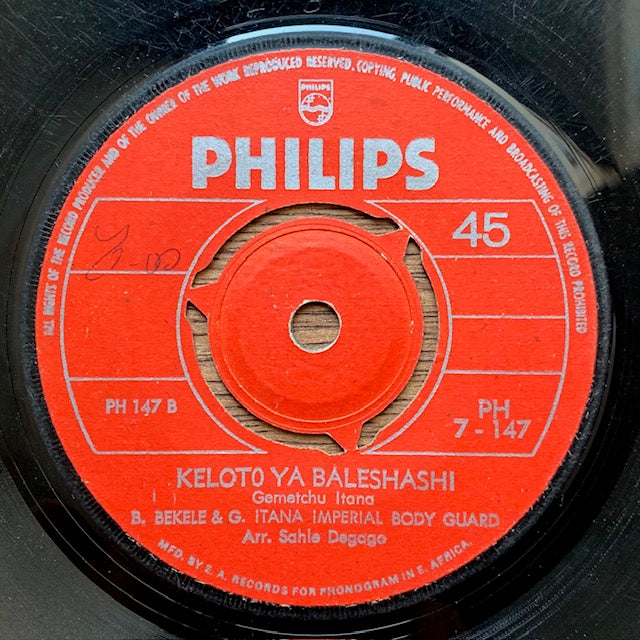 ALL RIGHTS OF THE RECORD PRODUCER AND OF THE OWNER OF THE WORK REPRODUCED RESERVED. COPYING, PUBLIC PERFORMANCE AND BROADCASTING OF THIS RECORD PROHIBITED
PHILIPS
PHILIPS
45
PH 147 B
PH
7-147
KELOTO YA BALESHASHI
Gemetchu Itana
B. BEKELE & G. ITANA IMPERIAL BODY GUARD
Arr. Sahle Degago
MFD. BY E. A. RECORDS FOR PHONOGRAM IN E. AFRICA.